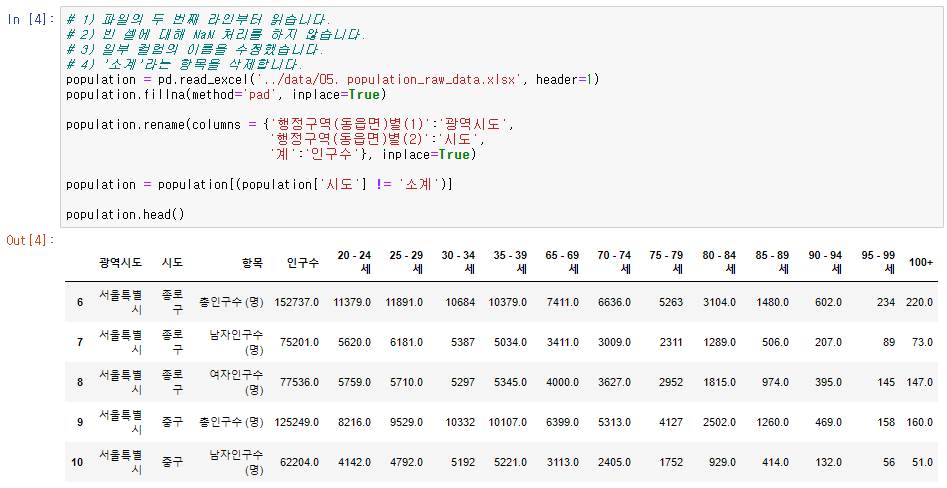 In [4]:
# 1) 파일의 두 번째 라인부터 읽습니다.
# 2) 빈 셀에 대해 NaN 처리를 하지 않습니다.
# 3) 일부 컬럼의 이름을 수정했습니다.
# 4) '소계'라는 항목을 삭제합니다.
population = pd.read_excel('../data/05. population_raw_data.xlsx', header=1)
population.fillna(method='pad', inplace=True)
population.rename(columns = {'행정구역(동읍면)별(1)':'광역시도',
'행정구역(동읍면)별(2)':'시도',
'계':'인구수'}, inplace=True)
population = population[(population['시도'] != '소계')]
population.head()
Out[4]:
광역시도 시도 항목 인구수 20 - 24 세 25 - 29 세 30 - 34 세 35 - 39 세 65 - 69 세 70 - 74 세 75 - 79 세 80 - 84 세 85 - 89 세 90 - 94 세 95 - 99 세 100+
6 서울특별시 종로구 총인구수 (명) 152737.0 11379.0 11891.0 10684 10379.0 7411.0 6636.0 5263 3104.0 1480.0 602.0 234 220.0
7 서울특별시 종로구 남자인구수 (명) 75201.0 5620.0 6181.0 5387 5034.0 3411.0 3009.0 2311 1289.0 506.0 207.0 89 73.0
8 서울특별시 종로구 여자인구수 (명) 77536.0 5759.0 5710.0 5297 5345.0 4000.0 3627.0 2952 1815.0 974.0 395.0 145 147.0
9 서울특별시 중구 총인구수 (명) 125249.0 8216.0 9529.0 10332 10107.0 6399.0 5313.0 4127 2502.0 1260.0 469.0 158 160.0
10 서울특별시 중구 남자인구수 (명) 62204.0 4142.0 4792.0 5192 5221.0 3113.0 2405.0 1752 929.0 414.0 132.0 56 51.0